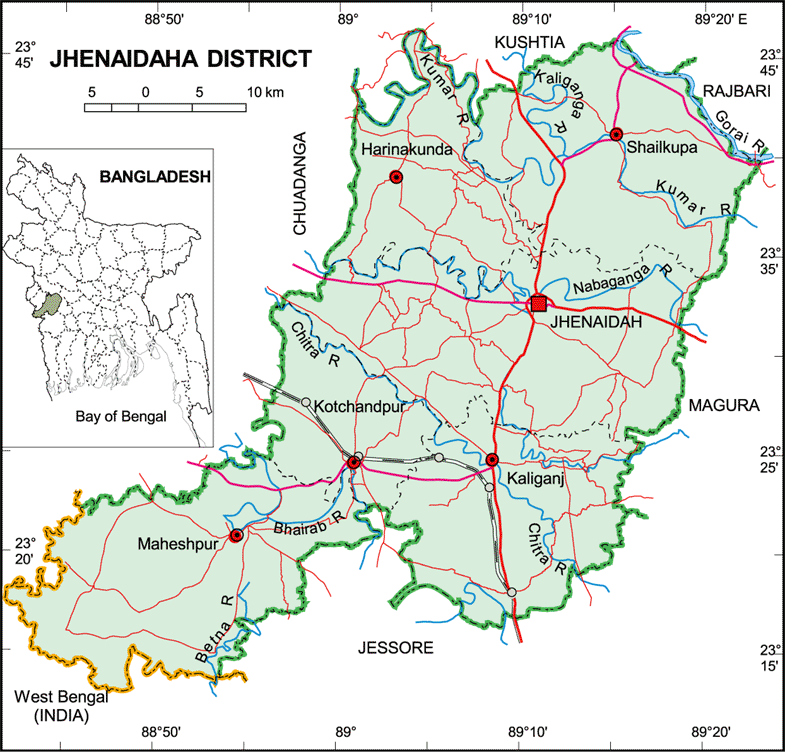 88°50'
89°
89°10'
89°20' E
23°
45'
JHENAIDAHA DISTRICT
KUSHTIA
23°
45'
5 0 5 10 km
Kumar R
Kaliganga R
RAJBARI
Gorai R
CHUADANGA
Harinakunda
Shailkupa
BANGLADESH
Kumar R
23°
35'
Nabaganga R
JHENAIDAH
Chitra R
Bay of Bengal
Kotchandpur
MAGURA
23°
25'
Kaliganj
Bhairab R
Maheshpur
Chitra R
23°
20'
Betna R
JESSORE
23°
15'
West Bengal
(INDIA)
88°50'
89°
89°10'
89°20'